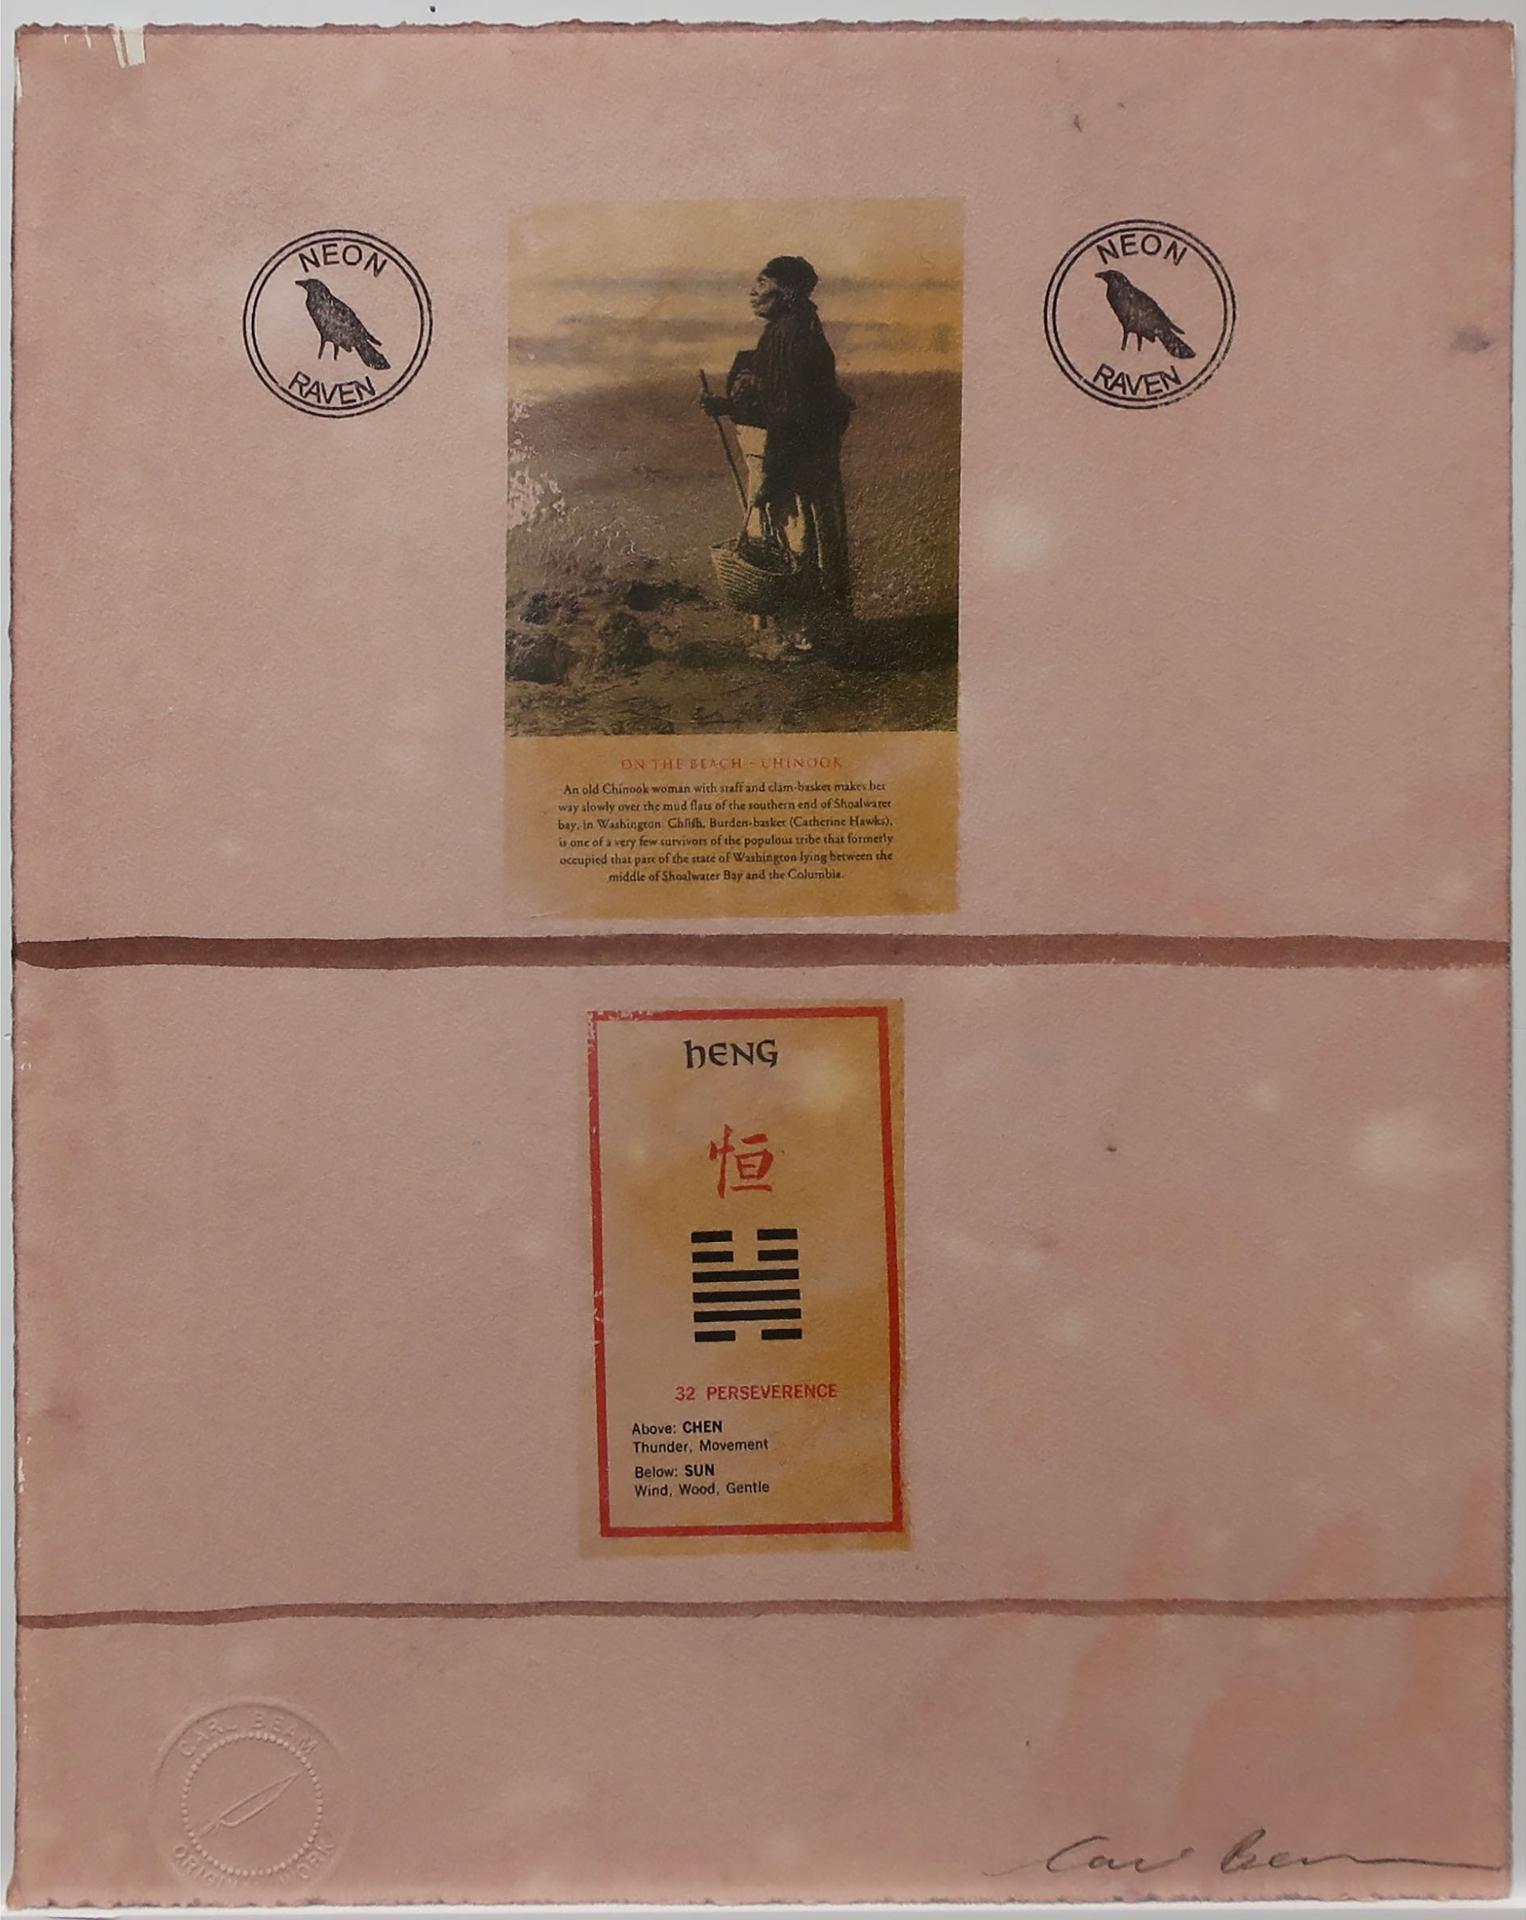 NEON
RAVEN
NEON
RAVEN
ON THE BEACH - CHINOOK
An old Chinook woman with staff and clam-basket makes her
way slowly over the mud flats of the southern end of Shoalwater
bay, in Washington. Burden-basket (Catherine Hawks),
is one of a very few survivors of the populous tribe that formerly
occupied that part of the state of Washington lying between the
middle of Shoalwater Bay and the Columbia.
hENG
恒
32 PERSEVERENCE
Above: CHEN
Thunder, Movement
Below: SUN
Wind, Wood, Gentle
CARL BEAM
ORIGINAL WORK
Carl Beam